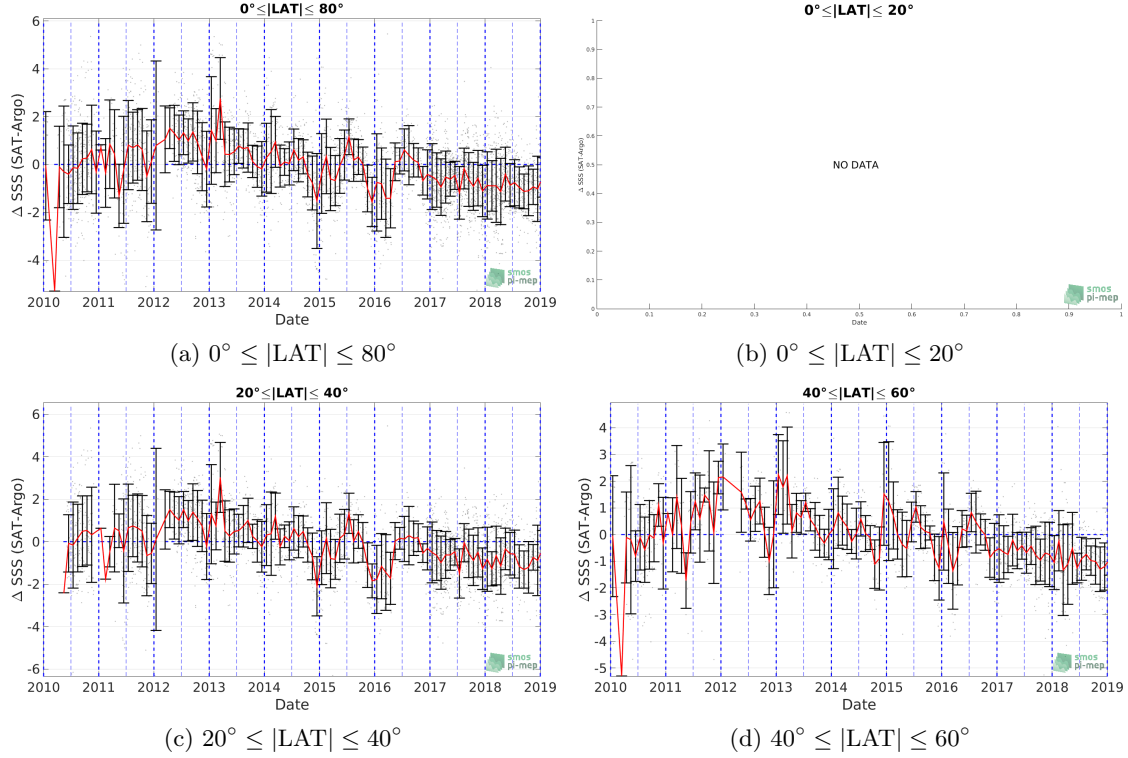 0°≤|LAT|≤ 80°
6
4
2
0
-2
-4
Δ SSS (SAT-Argo)
2010 2011 2012 2013 2014 2015 2016 2017 2018 2019
Date
smos
pi-mep
(a) 0° ≤ |LAT| ≤ 80°
0°≤|LAT|≤ 20°
1
0.9
0.8
0.7
0.6
0.5
0.4
0.3
0.2
0.1
0
Δ SSS (SAT-Argo)
NO DATA
0 0.1 0.2 0.3 0.4 0.5 0.6 0.7 0.8 0.9 1
Date
smos
pi-mep
(b) 0° ≤ |LAT| ≤ 20°
20°≤|LAT|≤ 40°
6
4
2
0
-2
-4
-6
Δ SSS (SAT-Argo)
2010 2011 2012 2013 2014 2015 2016 2017 2018 2019
Date
smos
pi-mep
(c) 20° ≤ |LAT| ≤ 40°
40°≤|LAT|≤ 60°
4
3
2
1
0
-1
-2
-3
-4
-5
Δ SSS (SAT-Argo)
2010 2011 2012 2013 2014 2015 2016 2017 2018 2019
Date
smos
pi-mep
(d) 40° ≤ |LAT| ≤ 60°